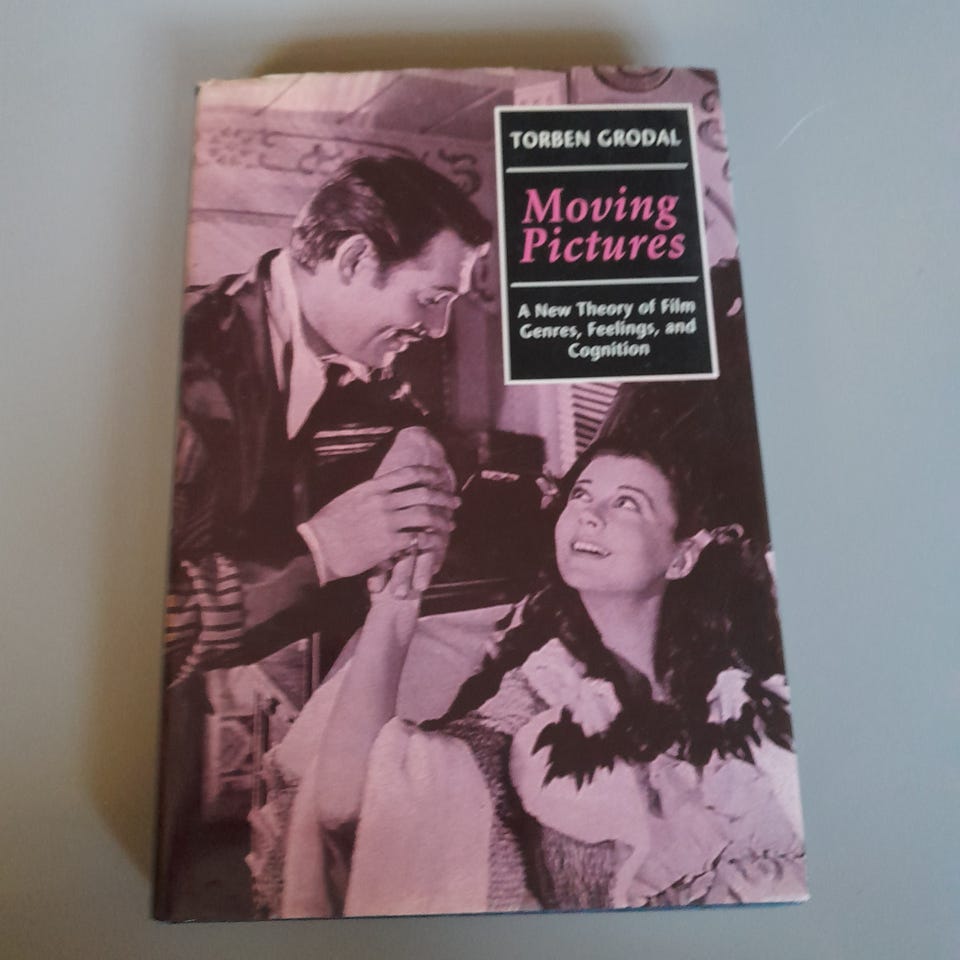 TORBEN GRODAL
Moving
Pictures
A New Theory of Film
Genres, Feelings, and
Cognition